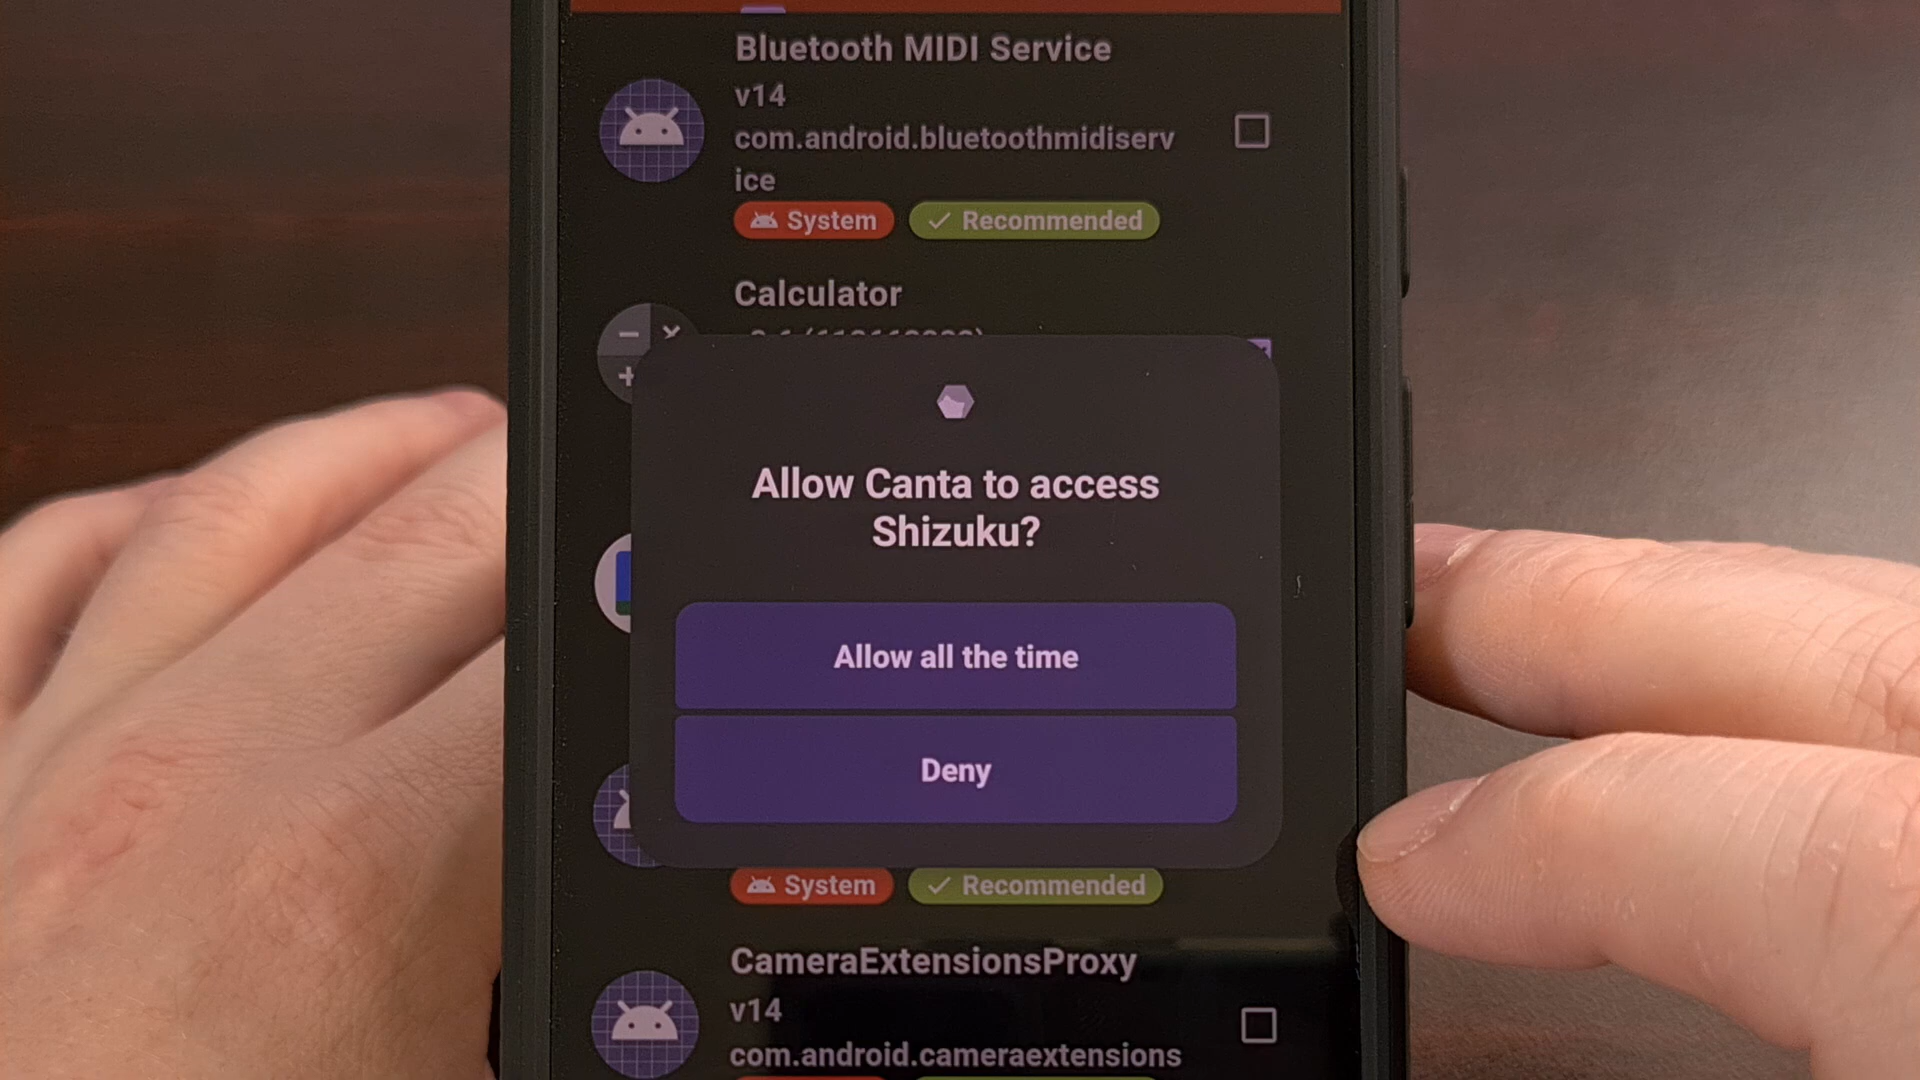 Bluetooth MIDI Service
v14
com.android.bluetoothmidiserv
ice
System
Recommended
Calculator
Allow Canta to access
Shizuku?
Allow all the time
Deny
System
Recommended
CameraExtensionsProxy
v14
com.android.cameraextensions